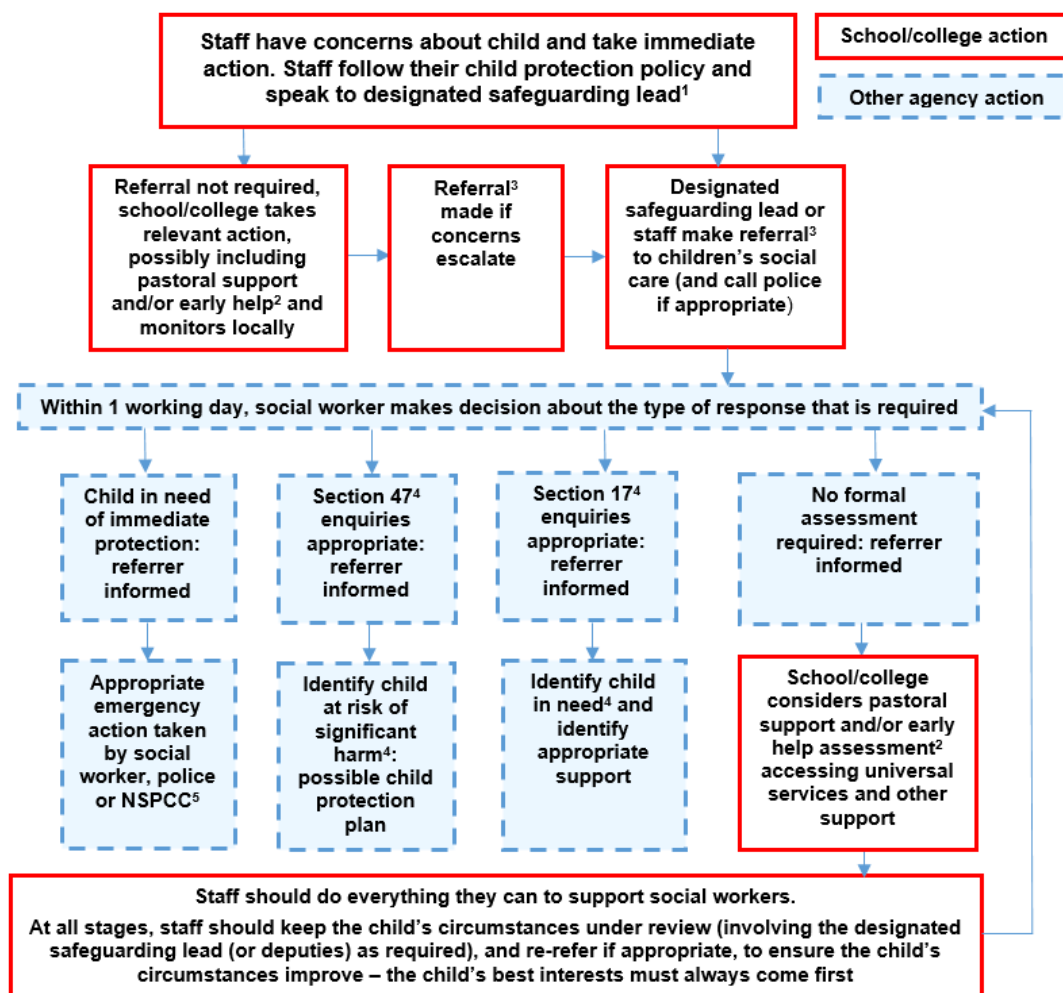 Staff have concerns about child and take immediate
action. Staff follow their child protection policy and
speak to designated safeguarding lead¹
School/college action
Other agency action
Referral not required,
school/college takes
relevant action,
possibly including
pastoral support
and/or early help² and
monitors locally
Referral³
made if
concerns
escalate
Designated
safeguarding lead or
staff make referral³
to children’s social
care (and call police
if appropriate)
Within 1 working day, social worker makes decision about the type of response that is required
Child in need
of immediate
protection:
referrer
informed
Section 47⁴
enquiries
appropriate:
referrer
informed
Section 17⁴
enquiries
appropriate:
referrer
informed
No formal
assessment
required: referrer
informed
Appropriate
emergency
action taken
by social
worker, police
or NSPCC⁵
Identify child
at risk of
significant
harm⁴:
possible child
protection
plan
Identify child
in need⁴ and
identify
appropriate
support
School/college
considers pastoral
support and/or early
help assessment²
accessing universal
services and other
support
Staff should do everything they can to support social workers.
At all stages, staff should keep the child’s circumstances under review (involving the designated
safeguarding lead (or deputies) as required), and re-refer if appropriate, to ensure the child’s
circumstances improve – the child’s best interests must always come first